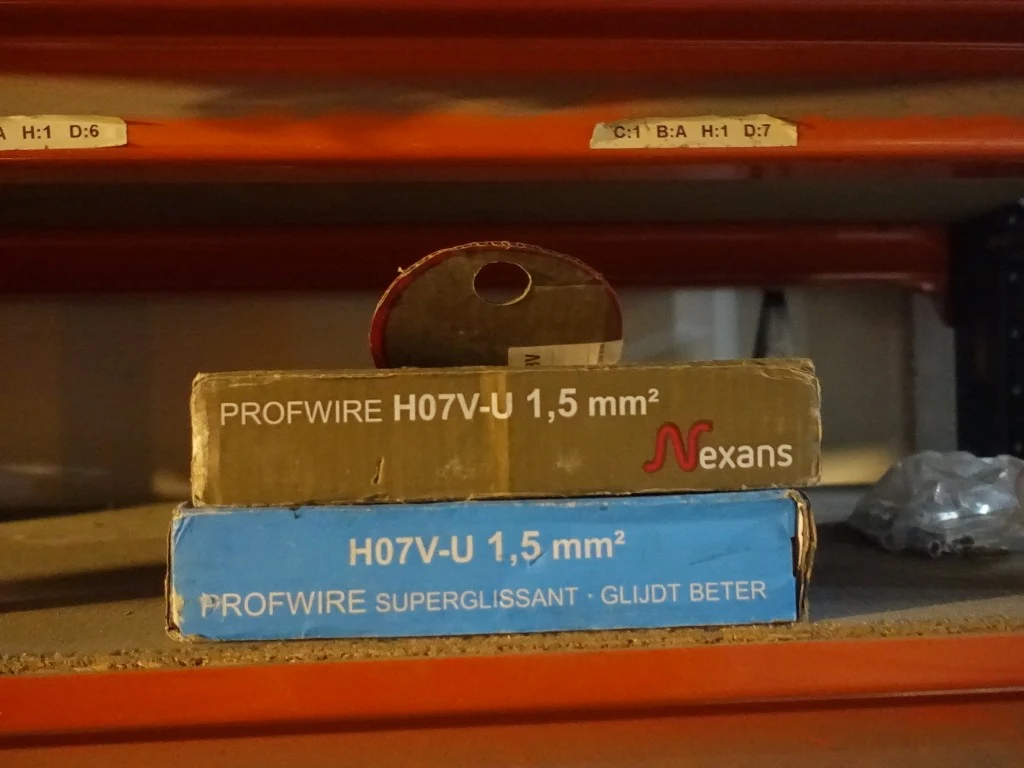 A H:1 D:6
C:1 B:A H:1 D:7
PROFWIRE H07V-U 1,5 mm²
Nexans
H07V-U 1,5 mm²
PROFWIRE SUPERGLISSANT · GLIJDT BETER